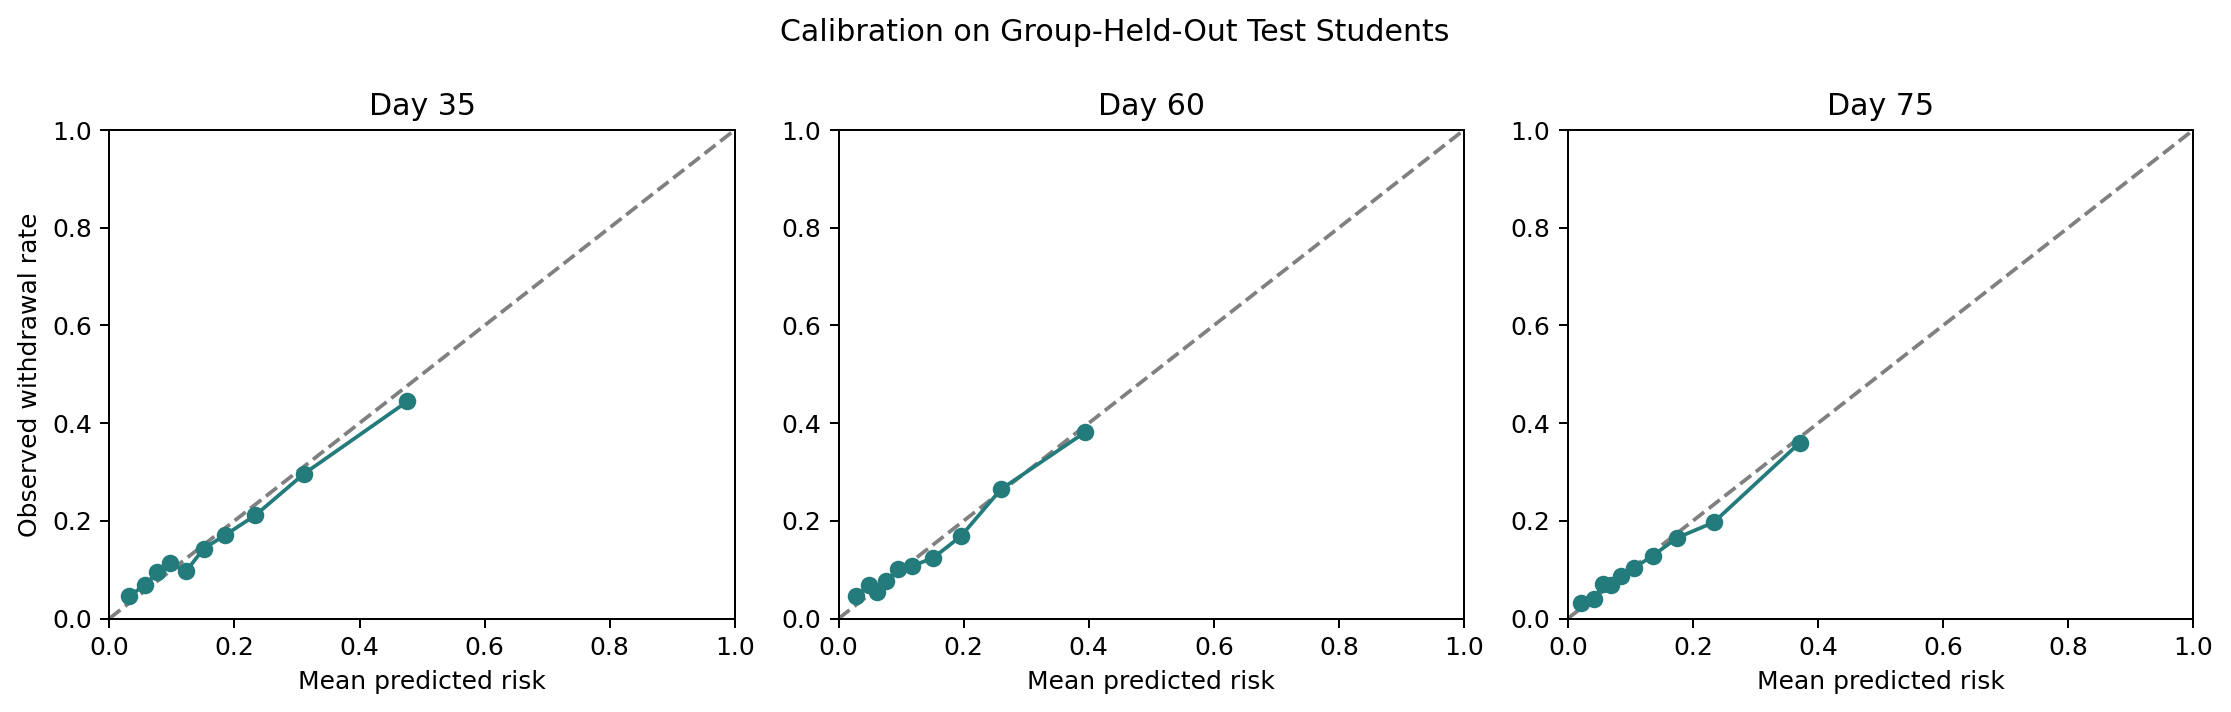 Calibration on Group-Held-Out Test Students
Day 35
Observed withdrawal rate
1.0
0.8
0.6
0.4
0.2
0.0
0.0 0.2 0.4 0.6 0.8 1.0
Mean predicted risk
Day 60
1.0
0.8
0.6
0.4
0.2
0.0
0.0 0.2 0.4 0.6 0.8 1.0
Mean predicted risk
Day 75
1.0
0.8
0.6
0.4
0.2
0.0
0.0 0.2 0.4 0.6 0.8 1.0
Mean predicted risk